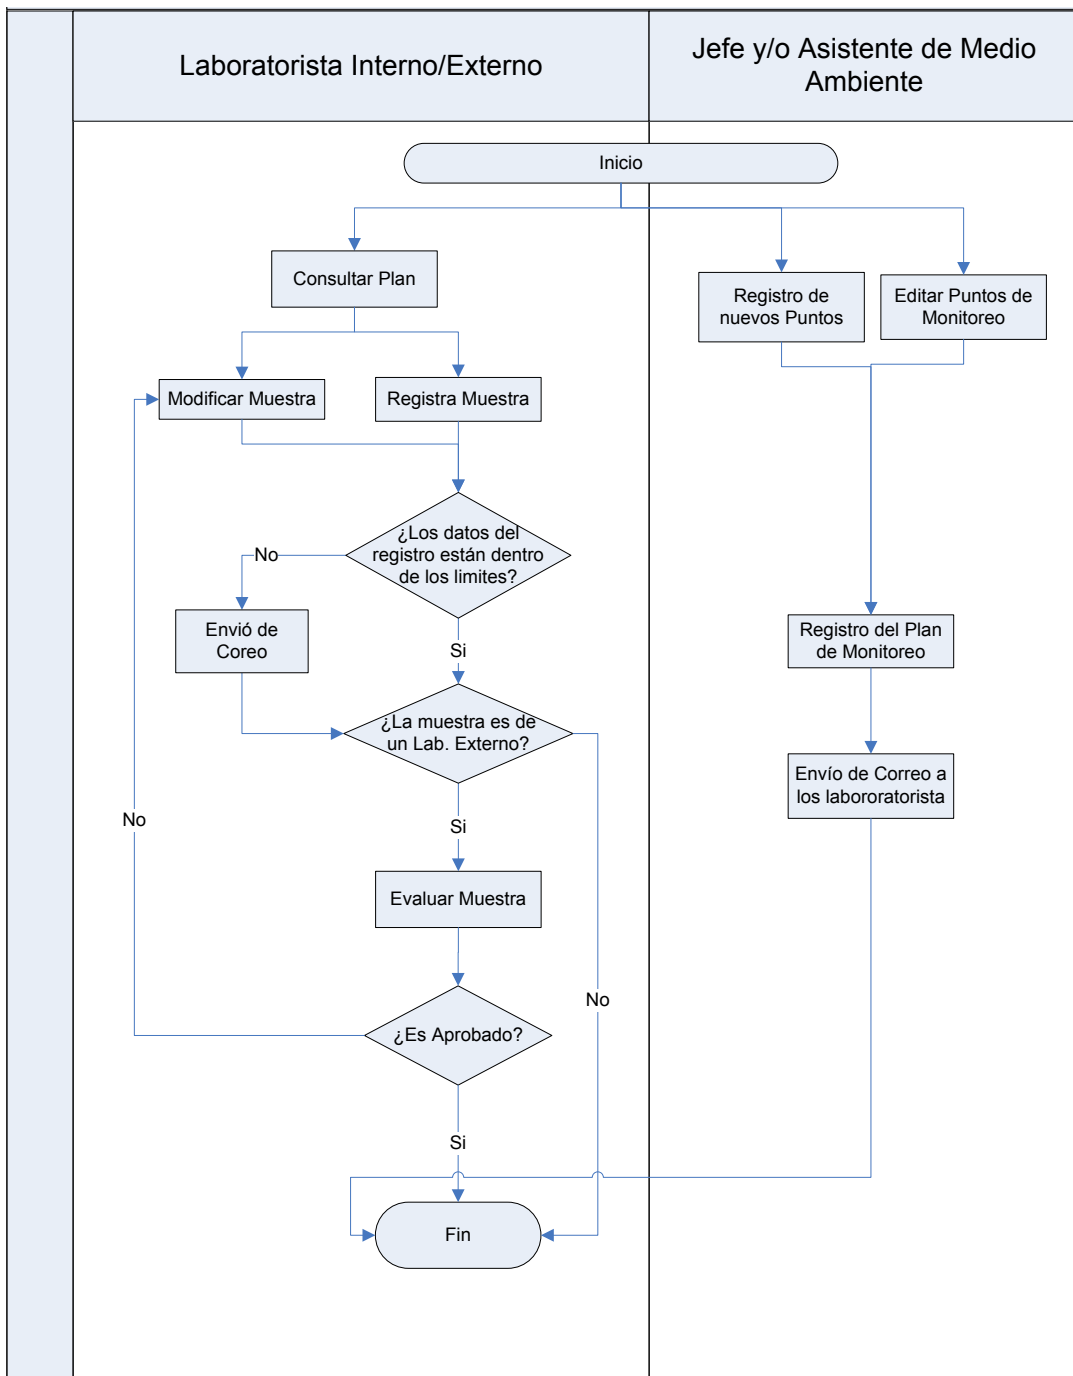 Laboratorista Interno/Externo
Jefe y/o Asistente de Medio
Ambiente
Inicio
Consultar Plan
Registro de
nuevos Puntos
Editar Puntos de
Monitoreo
Modificar Muestra
Registra Muestra
¿Los datos del
registro están dentro
de los limites?
No
Envió de
Coreo
Si
Registro del Plan
de Monitoreo
¿La muestra es de
un Lab. Externo?
Envío de Correo a
los labororatorista
No
Si
Evaluar Muestra
No
¿Es Aprobado?
Si
Fin